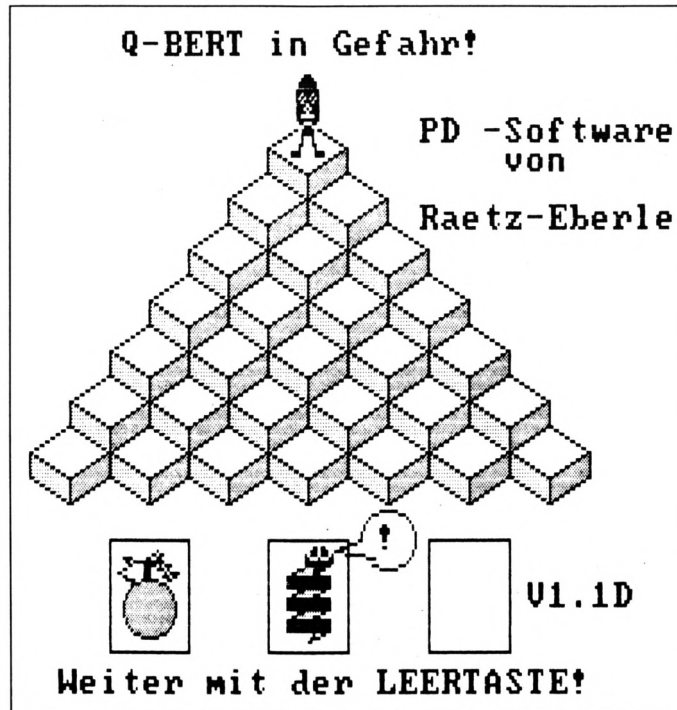 Q-BERT in Gefahr!
PD -Software
von
Raetz-Eberle
!
V1.1D
Weiter mit der LEERTASTE!